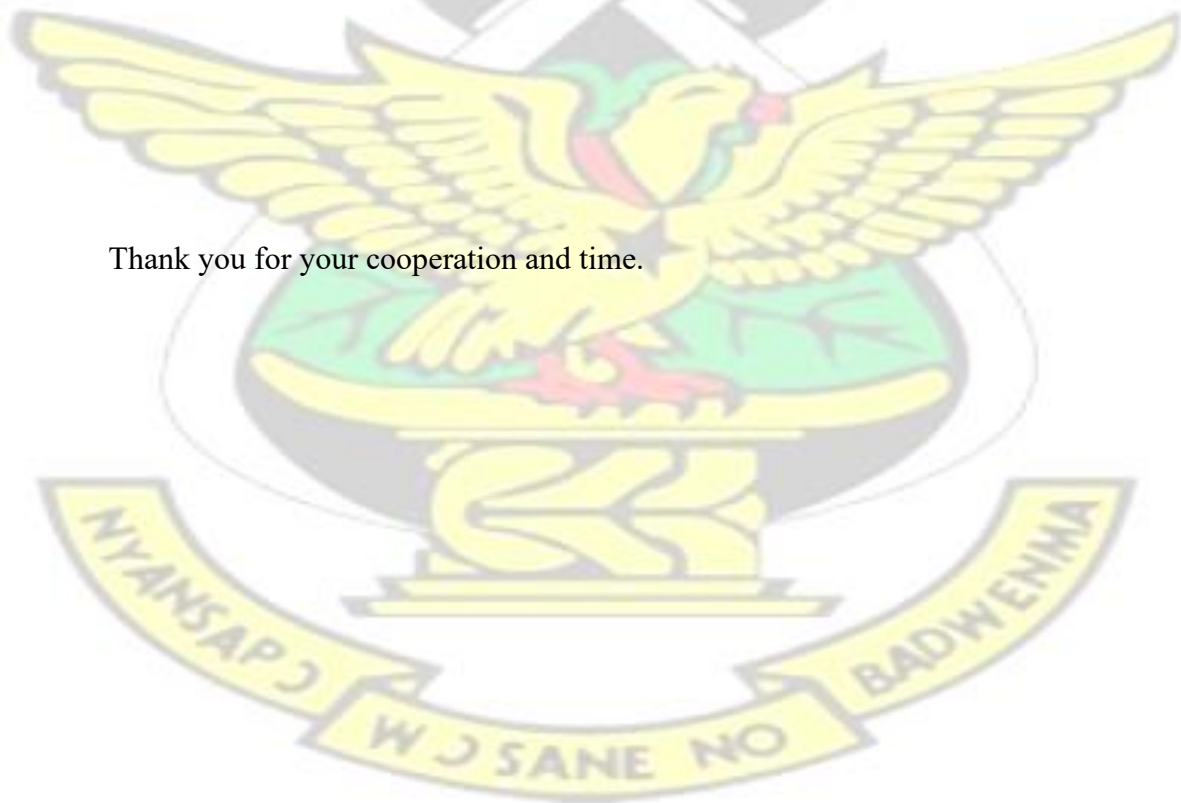 Thank you for your cooperation and time.
NYANSAPƆ
WƆSANE NO
BADWENMA